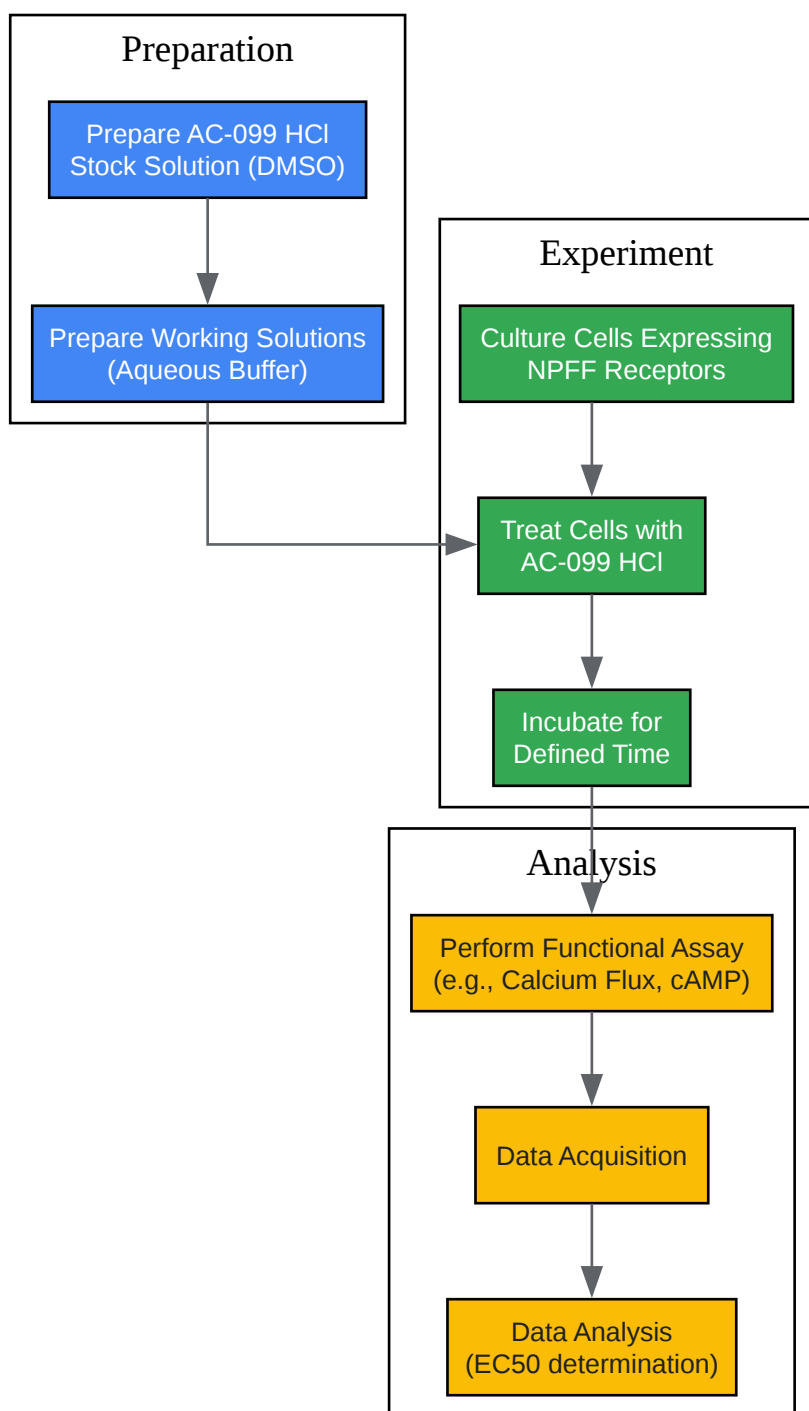 Preparation
Prepare AC-099 HCl
Stock Solution (DMSO)
Prepare Working Solutions
(Aqueous Buffer)
Experiment
Culture Cells Expressing
NPFF Receptors
Treat Cells with
AC-099 HCl
Incubate for
Defined Time
Analysis
Perform Functional Assay
(e.g., Calcium Flux, cAMP)
Data Acquisition
Data Analysis
(EC50 determination)